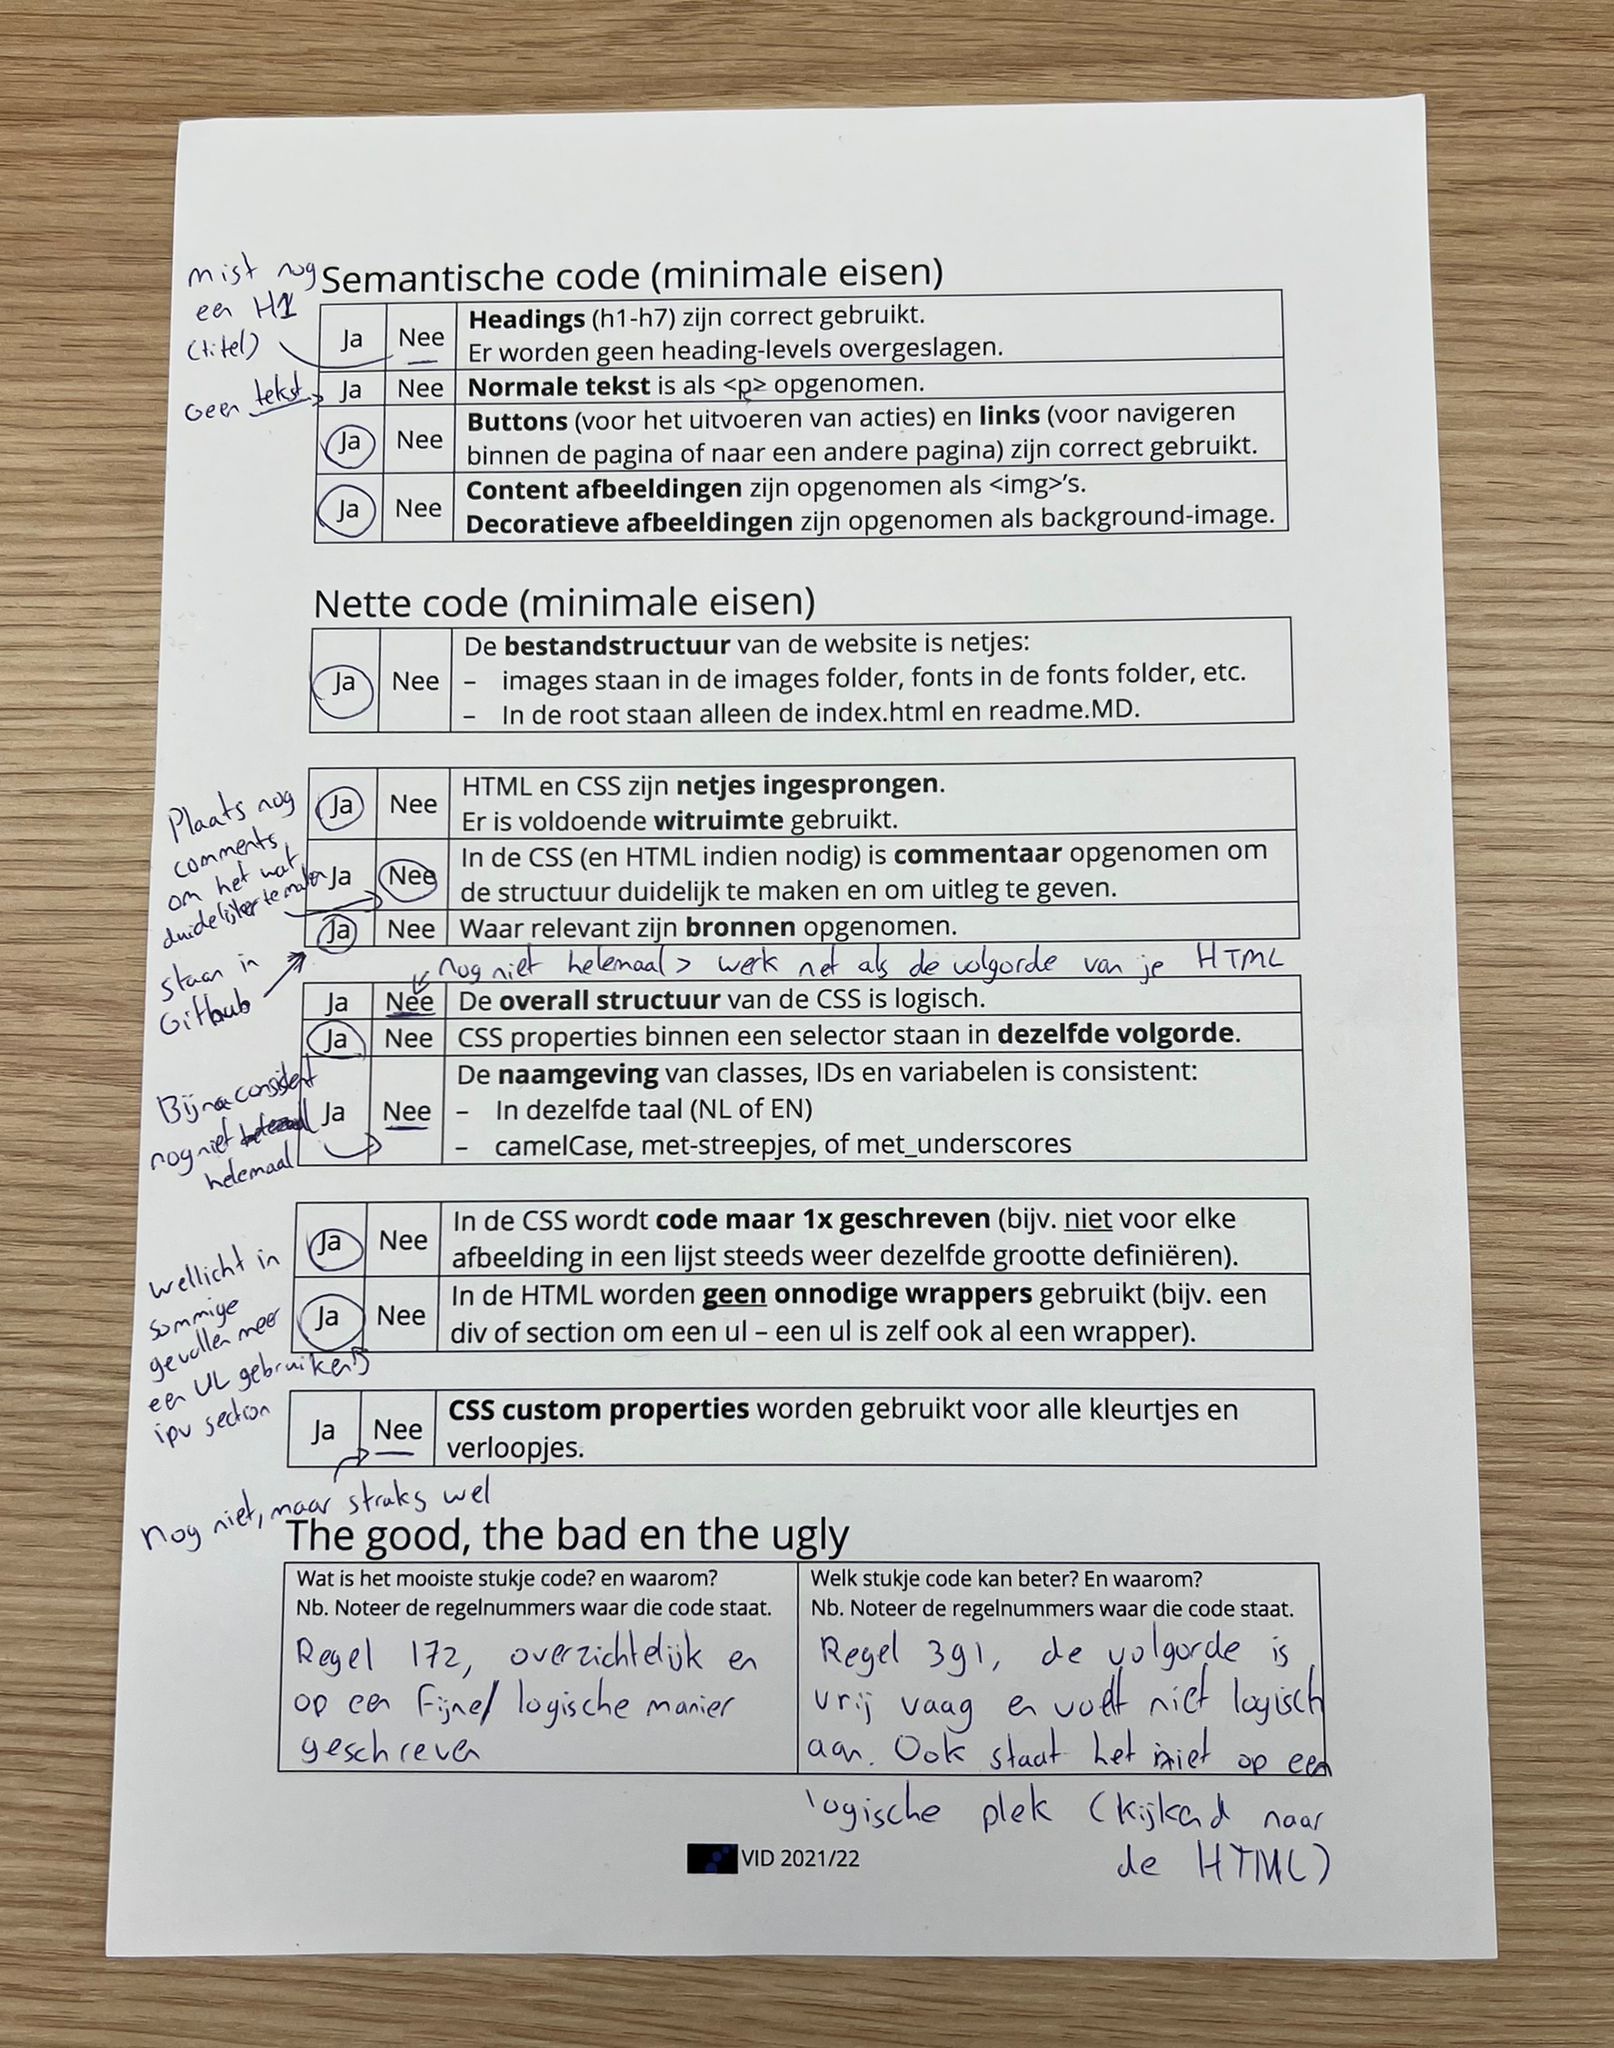 mist nog
een H1
(titel)
Semantische code (minimale eisen)
Ja Nee Headings (h1-h7) zijn correct gebruikt.
Er worden geen heading-levels overgeslagen.
Geen tekst
Ja Nee Normale tekst is als <p> opgenomen.
Ja Nee Buttons (voor het uitvoeren van acties) en links (voor navigeren
binnen de pagina of naar een andere pagina) zijn correct gebruikt.
Ja Nee Content afbeeldingen zijn opgenomen als <img>'s.
Decoratieve afbeeldingen zijn opgenomen als background-image.
Nette code (minimale eisen)
Ja Nee De bestandstructuur van de website is netjes:
– images staan in de images folder, fonts in de fonts folder, etc.
– In de root staan alleen de index.html en readme.MD.
Plaats nog
comments
om het wat
duidelijker te maken
Ja Nee HTML en CSS zijn netjes ingesprongen.
Er is voldoende witruimte gebruikt.
Ja Nee In de CSS (en HTML indien nodig) is commentaar opgenomen om
de structuur duidelijk te maken en om uitleg te geven.
Ja Nee Waar relevant zijn bronnen opgenomen.
staan in
Github
nog niet helemaal > werk net als de volgorde van je HTML
Ja Nee De overall structuur van de CSS is logisch.
Ja Nee CSS properties binnen een selector staan in dezelfde volgorde.
Bijna consistent
nog niet
helemaal
Ja Nee De naamgeving van classes, IDs en variabelen is consistent:
– In dezelfde taal (NL of EN)
– camelCase, met-streepjes, of met_underscores
Ja Nee In de CSS wordt code maar 1x geschreven (bijv. niet voor elke
afbeelding in een lijst steeds weer dezelfde grootte definiëren).
Ja Nee In de HTML worden geen onnodige wrappers gebruikt (bijv. een
div of section om een ul – een ul is zelf ook al een wrapper).
wellicht in
sommige
gevallen meer
een UL gebruiken
ipv section
Ja Nee CSS custom properties worden gebruikt voor alle kleurtjes en
verloopjes.
Nog niet, maar straks wel
The good, the bad en the ugly
Wat is het mooiste stukje code? en waarom?
Nb. Noteer de regelnummers waar die code staat.
Regel 172, overzichtelijk en
op een fijne/ logische manier
geschreven
Welk stukje code kan beter? En waarom?
Nb. Noteer de regelnummers waar die code staat.
Regel 391, de volgorde is
vrij vaag en voelt niet logisch
aan. Ook staat het niet op een
logische plek (kijkend naar
de HTML)
VID 2021/22